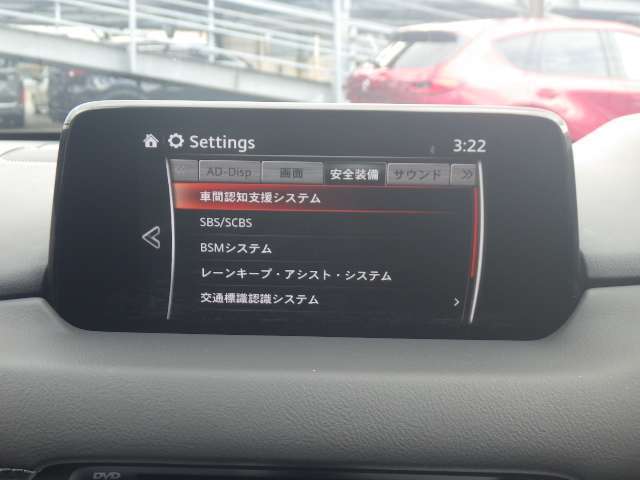 Settings 3:22
AD-Disp 画面 安全装備 サウンド
車間認知支援システム
SBS/SCBS
BSMシステム
レーンキープ・アシスト・システム
交通標識認識システム
DVD